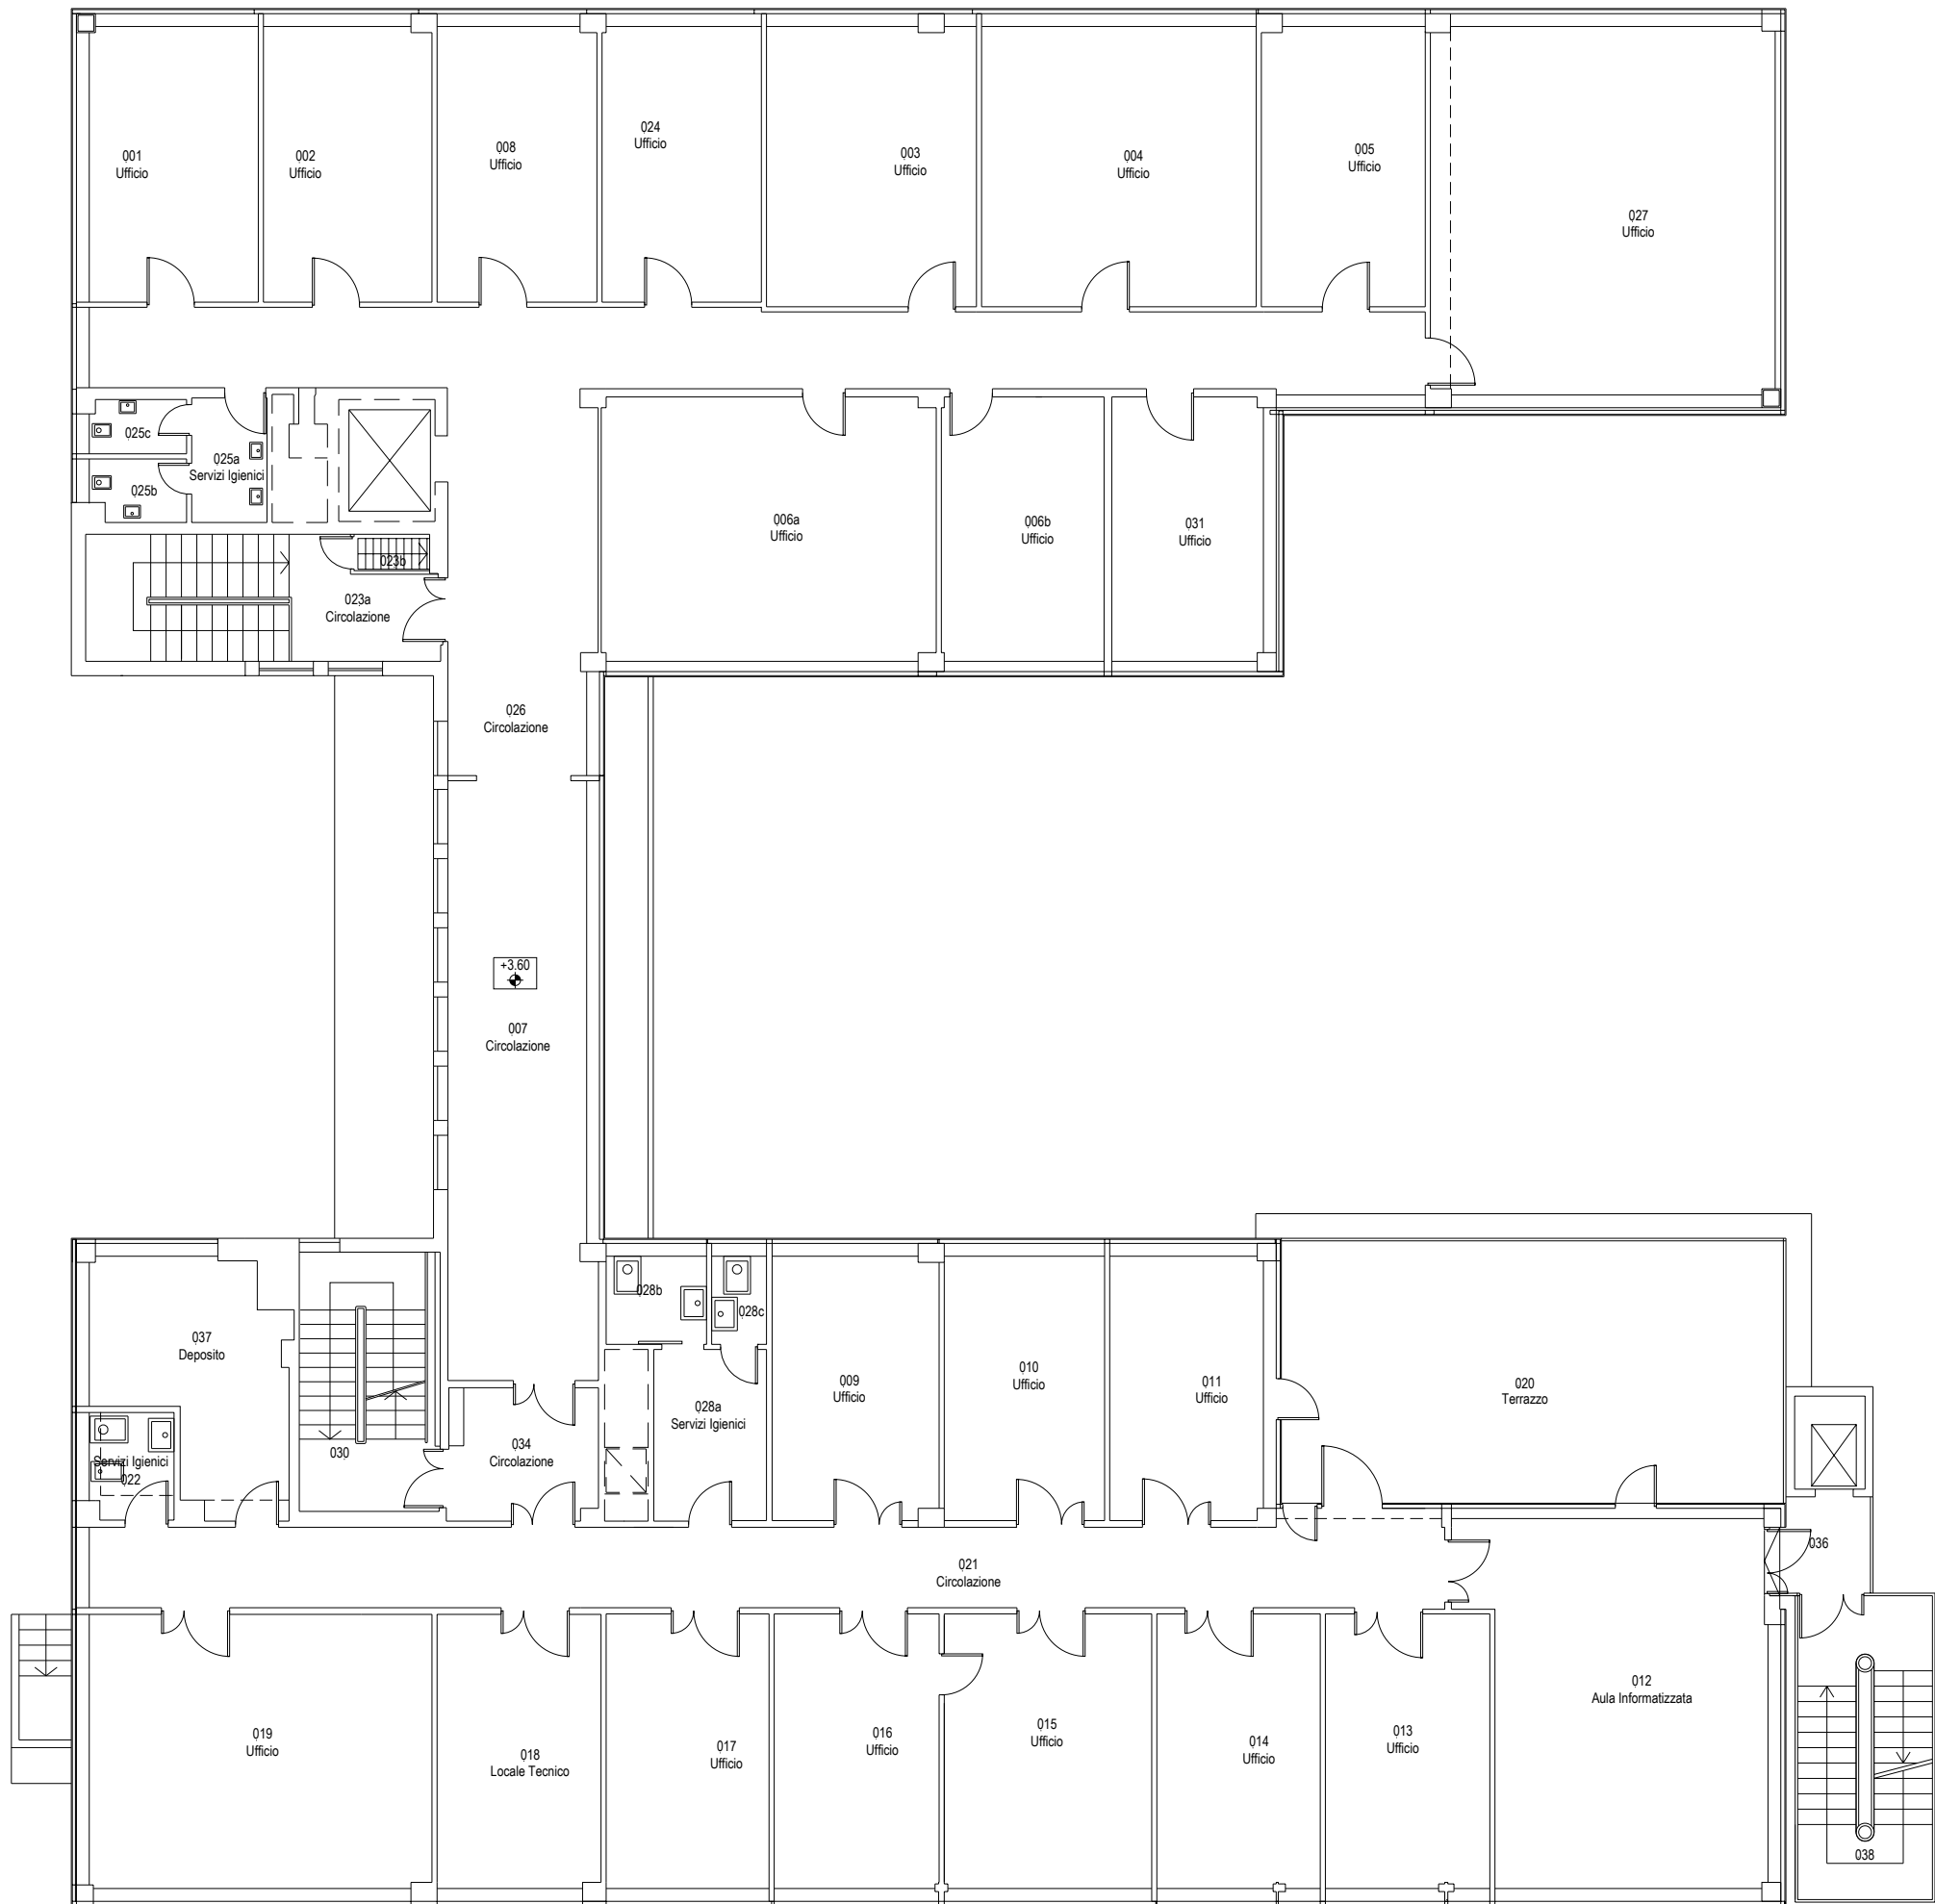 001
Ufficio
002
Ufficio
008
Ufficio
024
Ufficio
003
Ufficio
004
Ufficio
005
Ufficio
027
Ufficio
025c
025a
Servizi Igienici
025b
006a
Ufficio
006b
Ufficio
031
Ufficio
023b
023a
Circolazione
026
Circolazione
+3.60
007
Circolazione
028b
028c
037
Deposito
009
Ufficio
010
Ufficio
011
Ufficio
020
Terrazzo
028a
Servizi Igienici
030
034
Circolazione
Servizi Igienici
022
021
Circolazione
036
019
Ufficio
018
Locale Tecnico
017
Ufficio
016
Ufficio
015
Ufficio
014
Ufficio
013
Ufficio
012
Aula Informatizzata
038